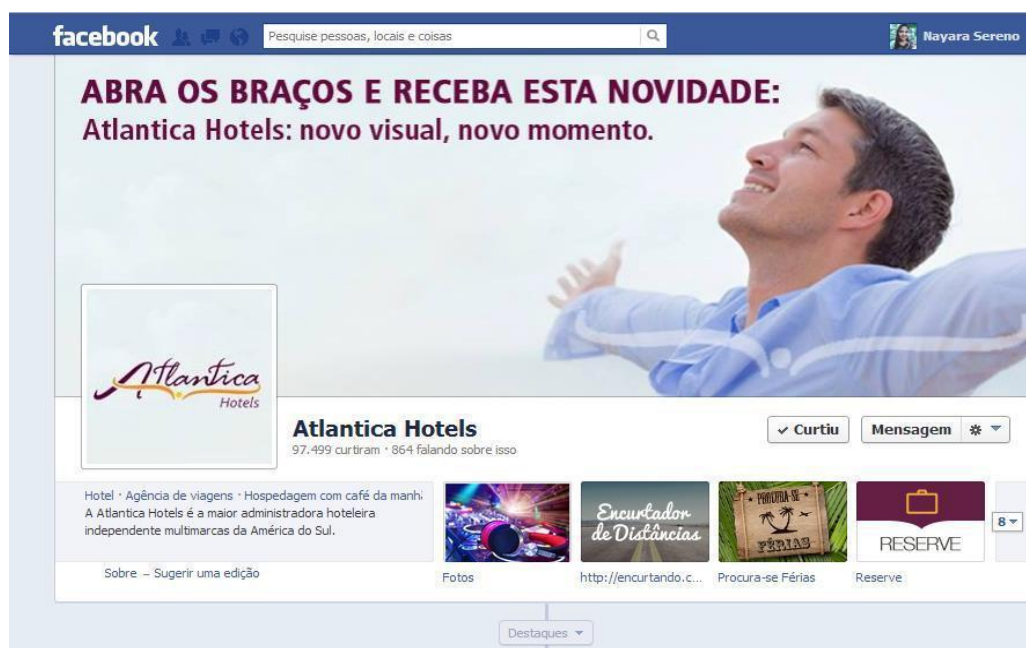 facebook
Pesquise pessoas, locais e coisas
Nayara Sereno
ABRA OS BRAÇOS E RECEBA ESTA NOVIDADE:
Atlantica Hotels: novo visual, novo momento.
Atlantica
Hotels
Atlantica Hotels
97.499 curtiram · 864 falando sobre isso
✓ Curtiu
Mensagem
Hotel · Agência de viagens · Hospedagem com café da manhã
A Atlantica Hotels é a maior administradora hoteleira
independente multimarcas da América do Sul.
Sobre – Sugerir uma edição
Encurtador
de Distâncias
PROCURA-SE
FÉRIAS
RESERVE
8
Fotos
http://encurtando.c...
Procura-se Férias
Reserve
Destaques